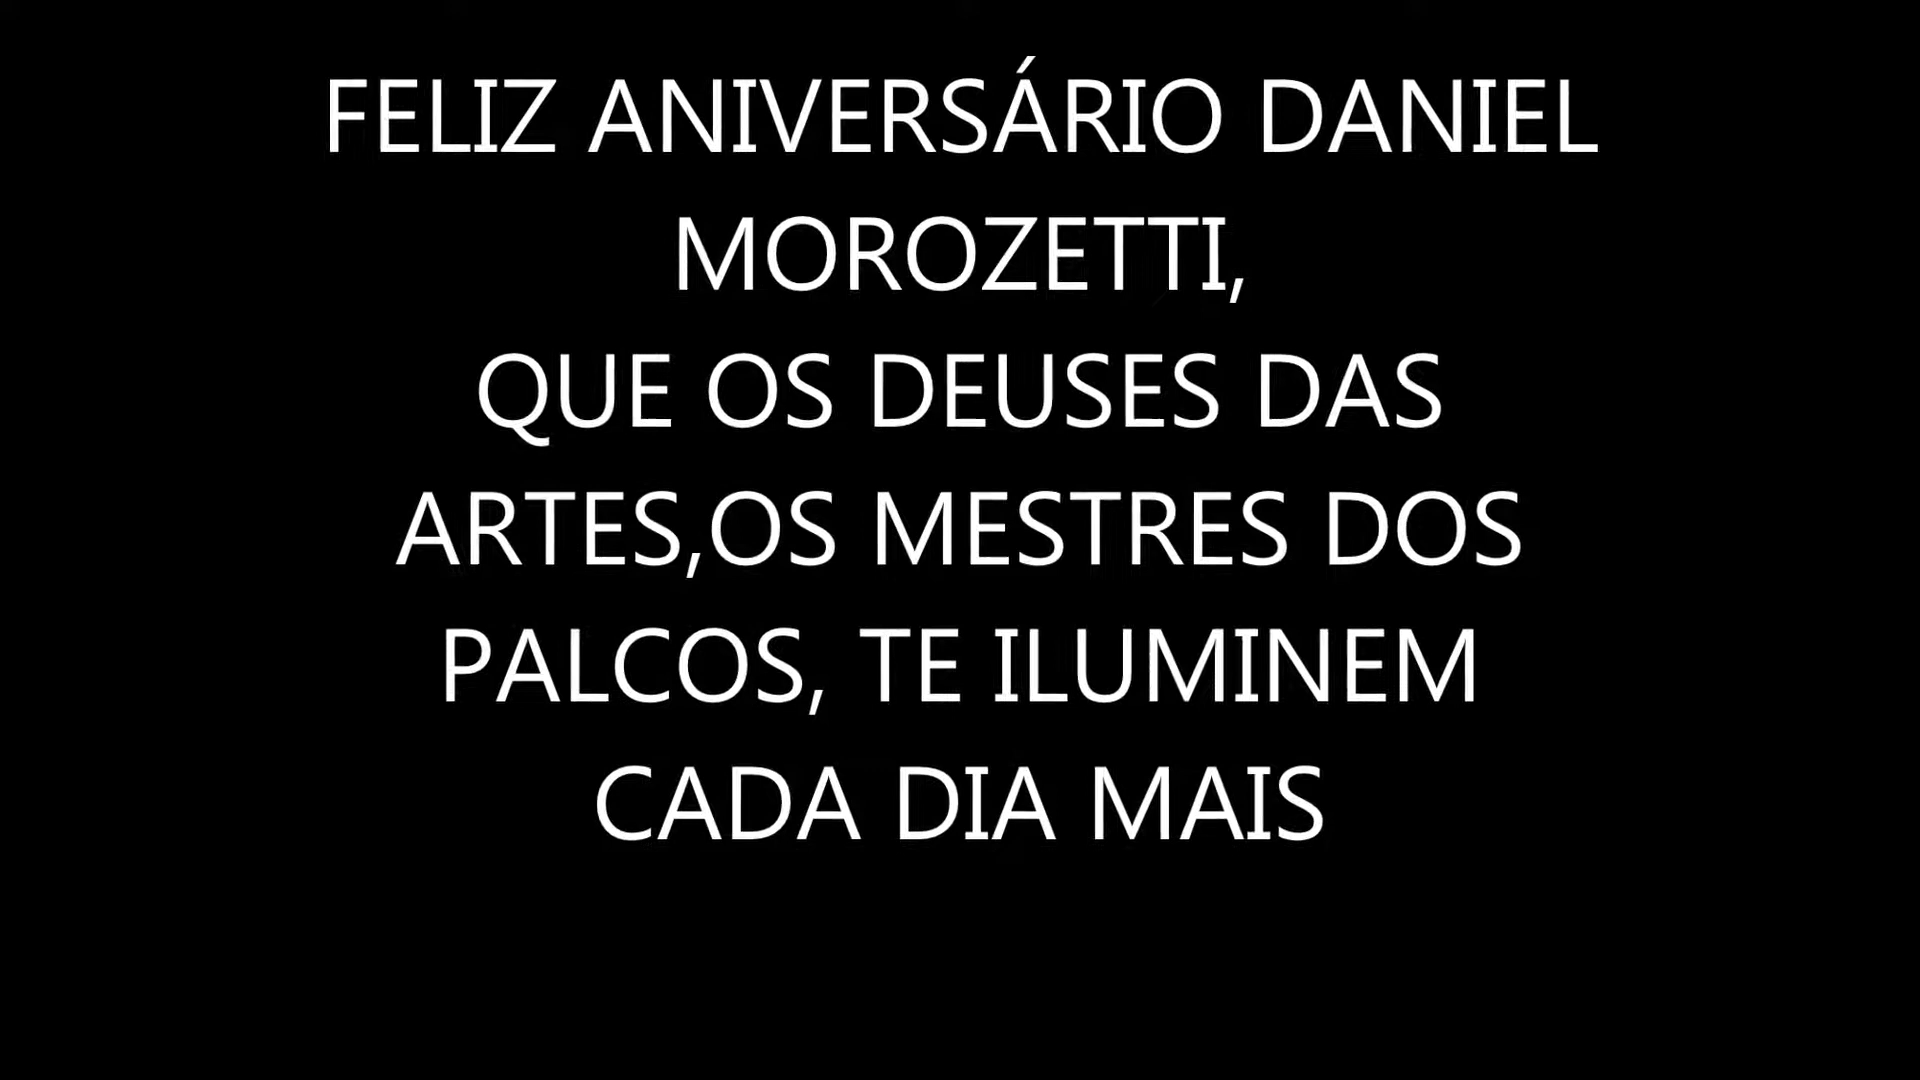 FELIZ ANIVERSÁRIO DANIEL
MOROZETTI,
QUE OS DEUSES DAS
ARTES,OS MESTRES DOS
PALCOS, TE ILUMINEM
CADA DIA MAIS